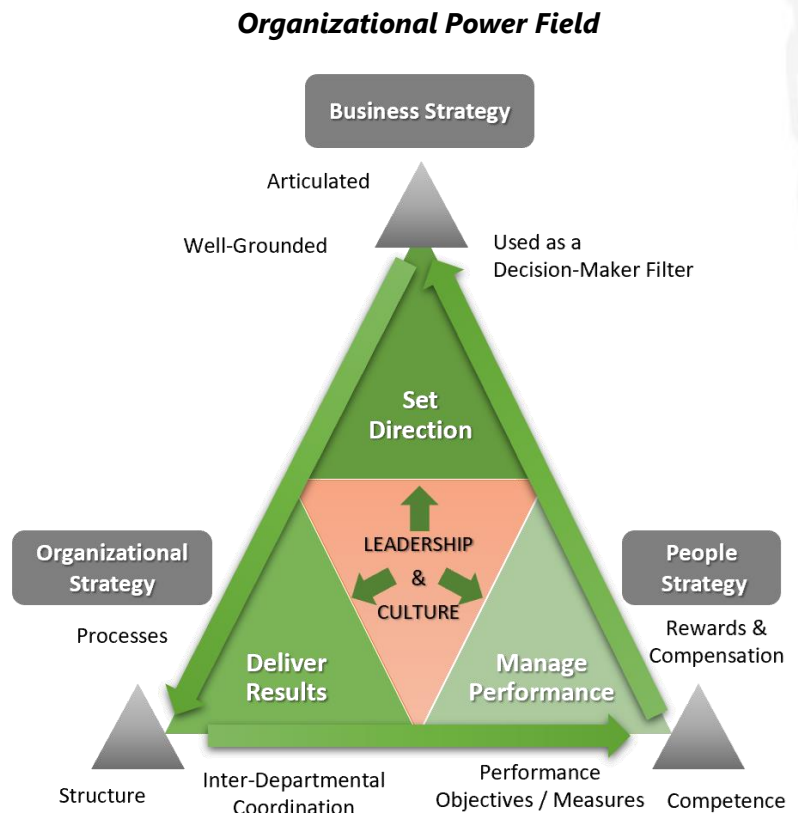 Organizational Power Field
Business Strategy
Articulated
Well-Grounded
Used as a
Decision-Maker Filter
Set
Direction
LEADERSHIP
&
CULTURE
Organizational
Strategy
People
Strategy
Processes
Rewards &
Compensation
Deliver
Results
Manage
Performance
Structure
Inter-Departmental
Coordination
Performance
Objectives / Measures
Competence